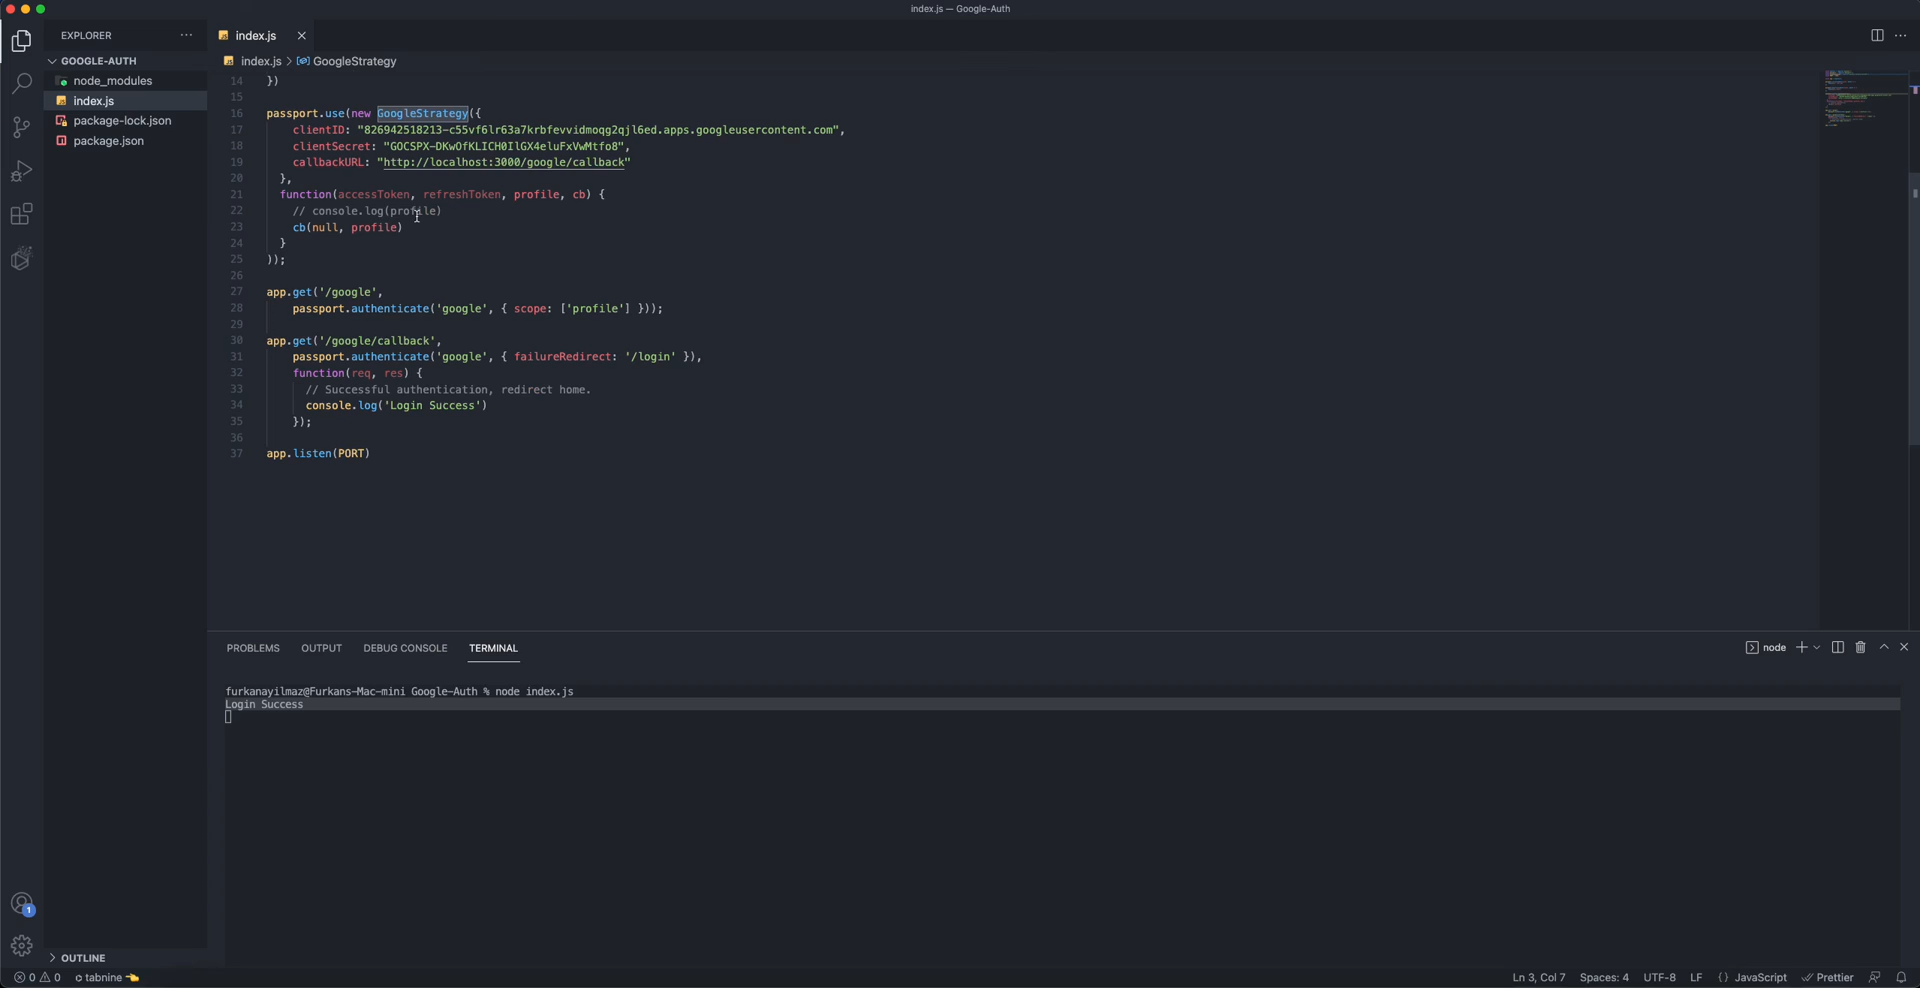 index.js — Google-Auth
EXPLORER
index.js
GOOGLE-AUTH
index.js > GoogleStrategy
node_modules
index.js
package-lock.json
package.json
14 })
15
16 passport.use(new GoogleStrategy({
17 clientID: "826942518213-c55vf6lr63a7krbfevvidmoqg2qjl6ed.apps.googleusercontent.com",
18 clientSecret: "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",
19 callbackURL: "http://localhost:3000/google/callback"
20 },
21 function(accessToken, refreshToken, profile, cb) {
22 // console.log(profile)
23 cb(null, profile)
24 }
25 ));
26
27 app.get('/google',
28 passport.authenticate('google', { scope: ['profile'] }));
29
30 app.get('/google/callback',
31 passport.authenticate('google', { failureRedirect: '/login' }),
32 function(req, res) {
33 // Successful authentication, redirect home.
34 console.log('Login Success')
35 });
36
37 app.listen(PORT)
PROBLEMS OUTPUT DEBUG CONSOLE TERMINAL
node
furkanayilmaz@Furkans-Mac-mini Google-Auth % node index.js
Login Success
1
OUTLINE
0 0 tabnine
Ln 3, Col 7 Spaces: 4 UTF-8 LF {} JavaScript Prettier